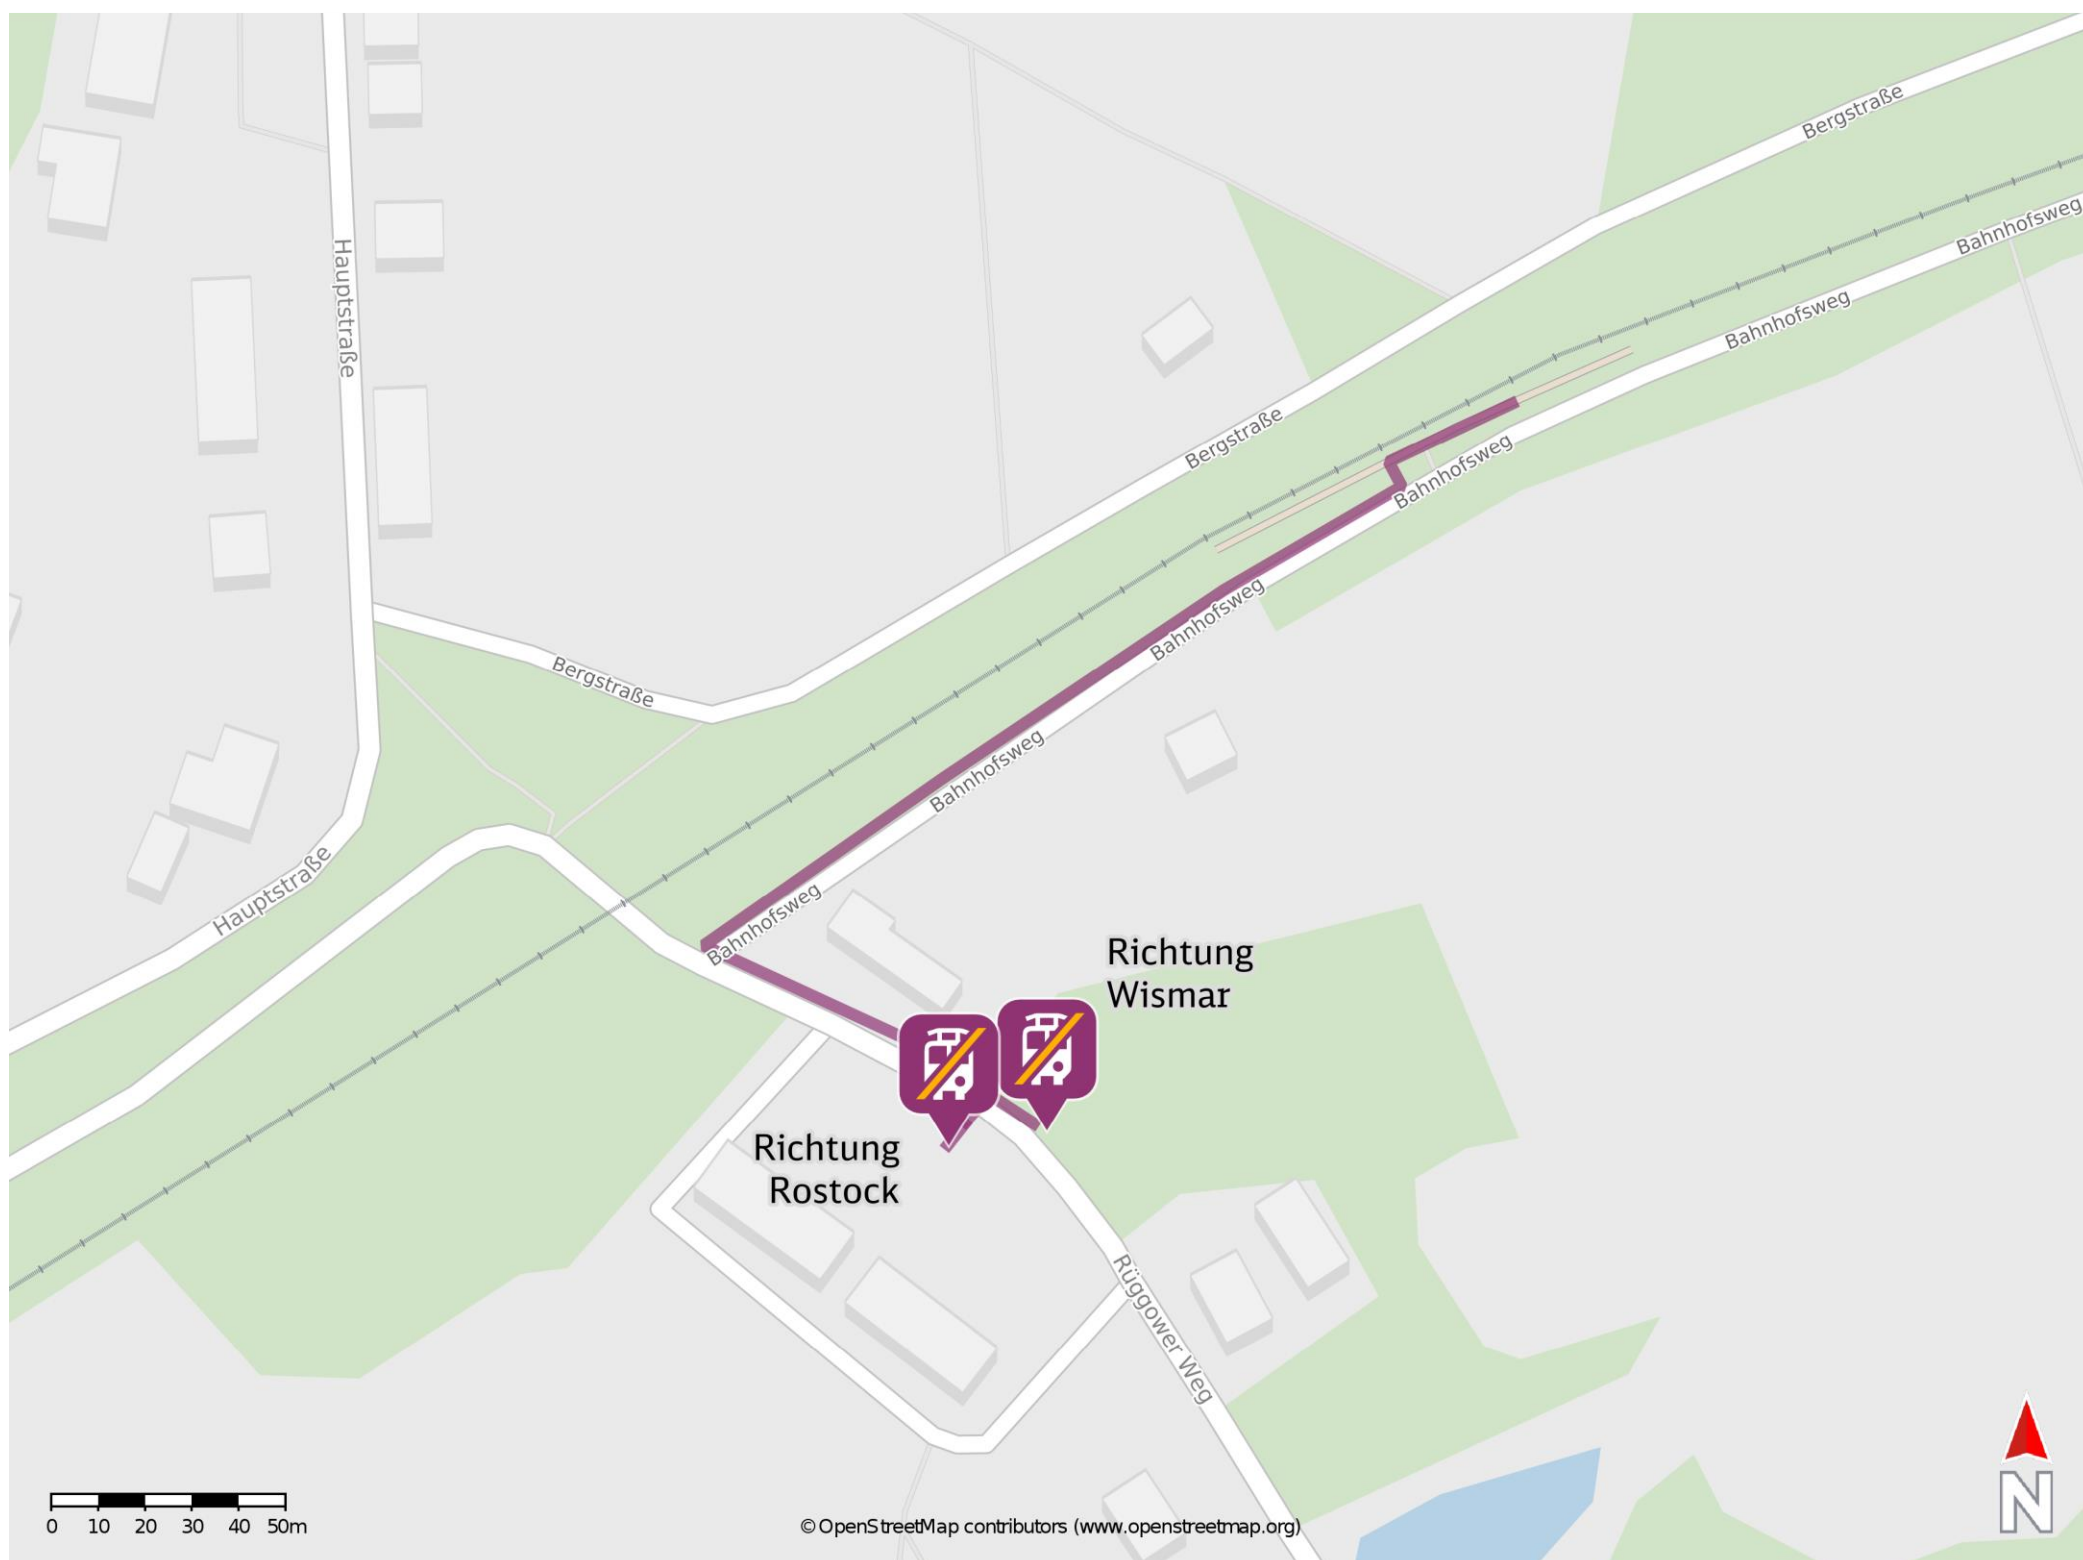 Bergstraße
Bahnhofsweg
Hauptstraße
Bahnhofsweg
Bergstraße
Bahnhofsweg
Bahnhofsweg
Bergstraße
Bahnhofsweg
Hauptstraße
Bahnhofsweg
Richtung
Wismar
Richtung
Rostock
Rüggower Weg
N
0 10 20 30 40 50m
© OpenStreetMap contributors (www.openstreetmap.org)